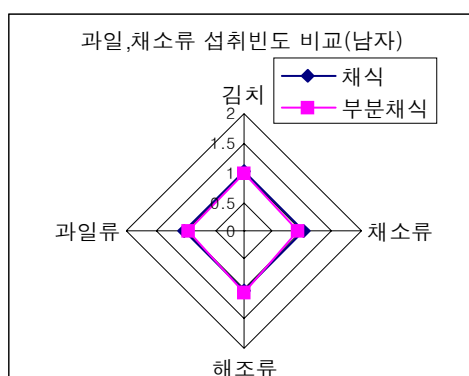 과일,채소류 섭취빈도 비교(남자)
채식
부분채식
김치
2
1.5
1
0.5
0
과일류
채소류
해조류